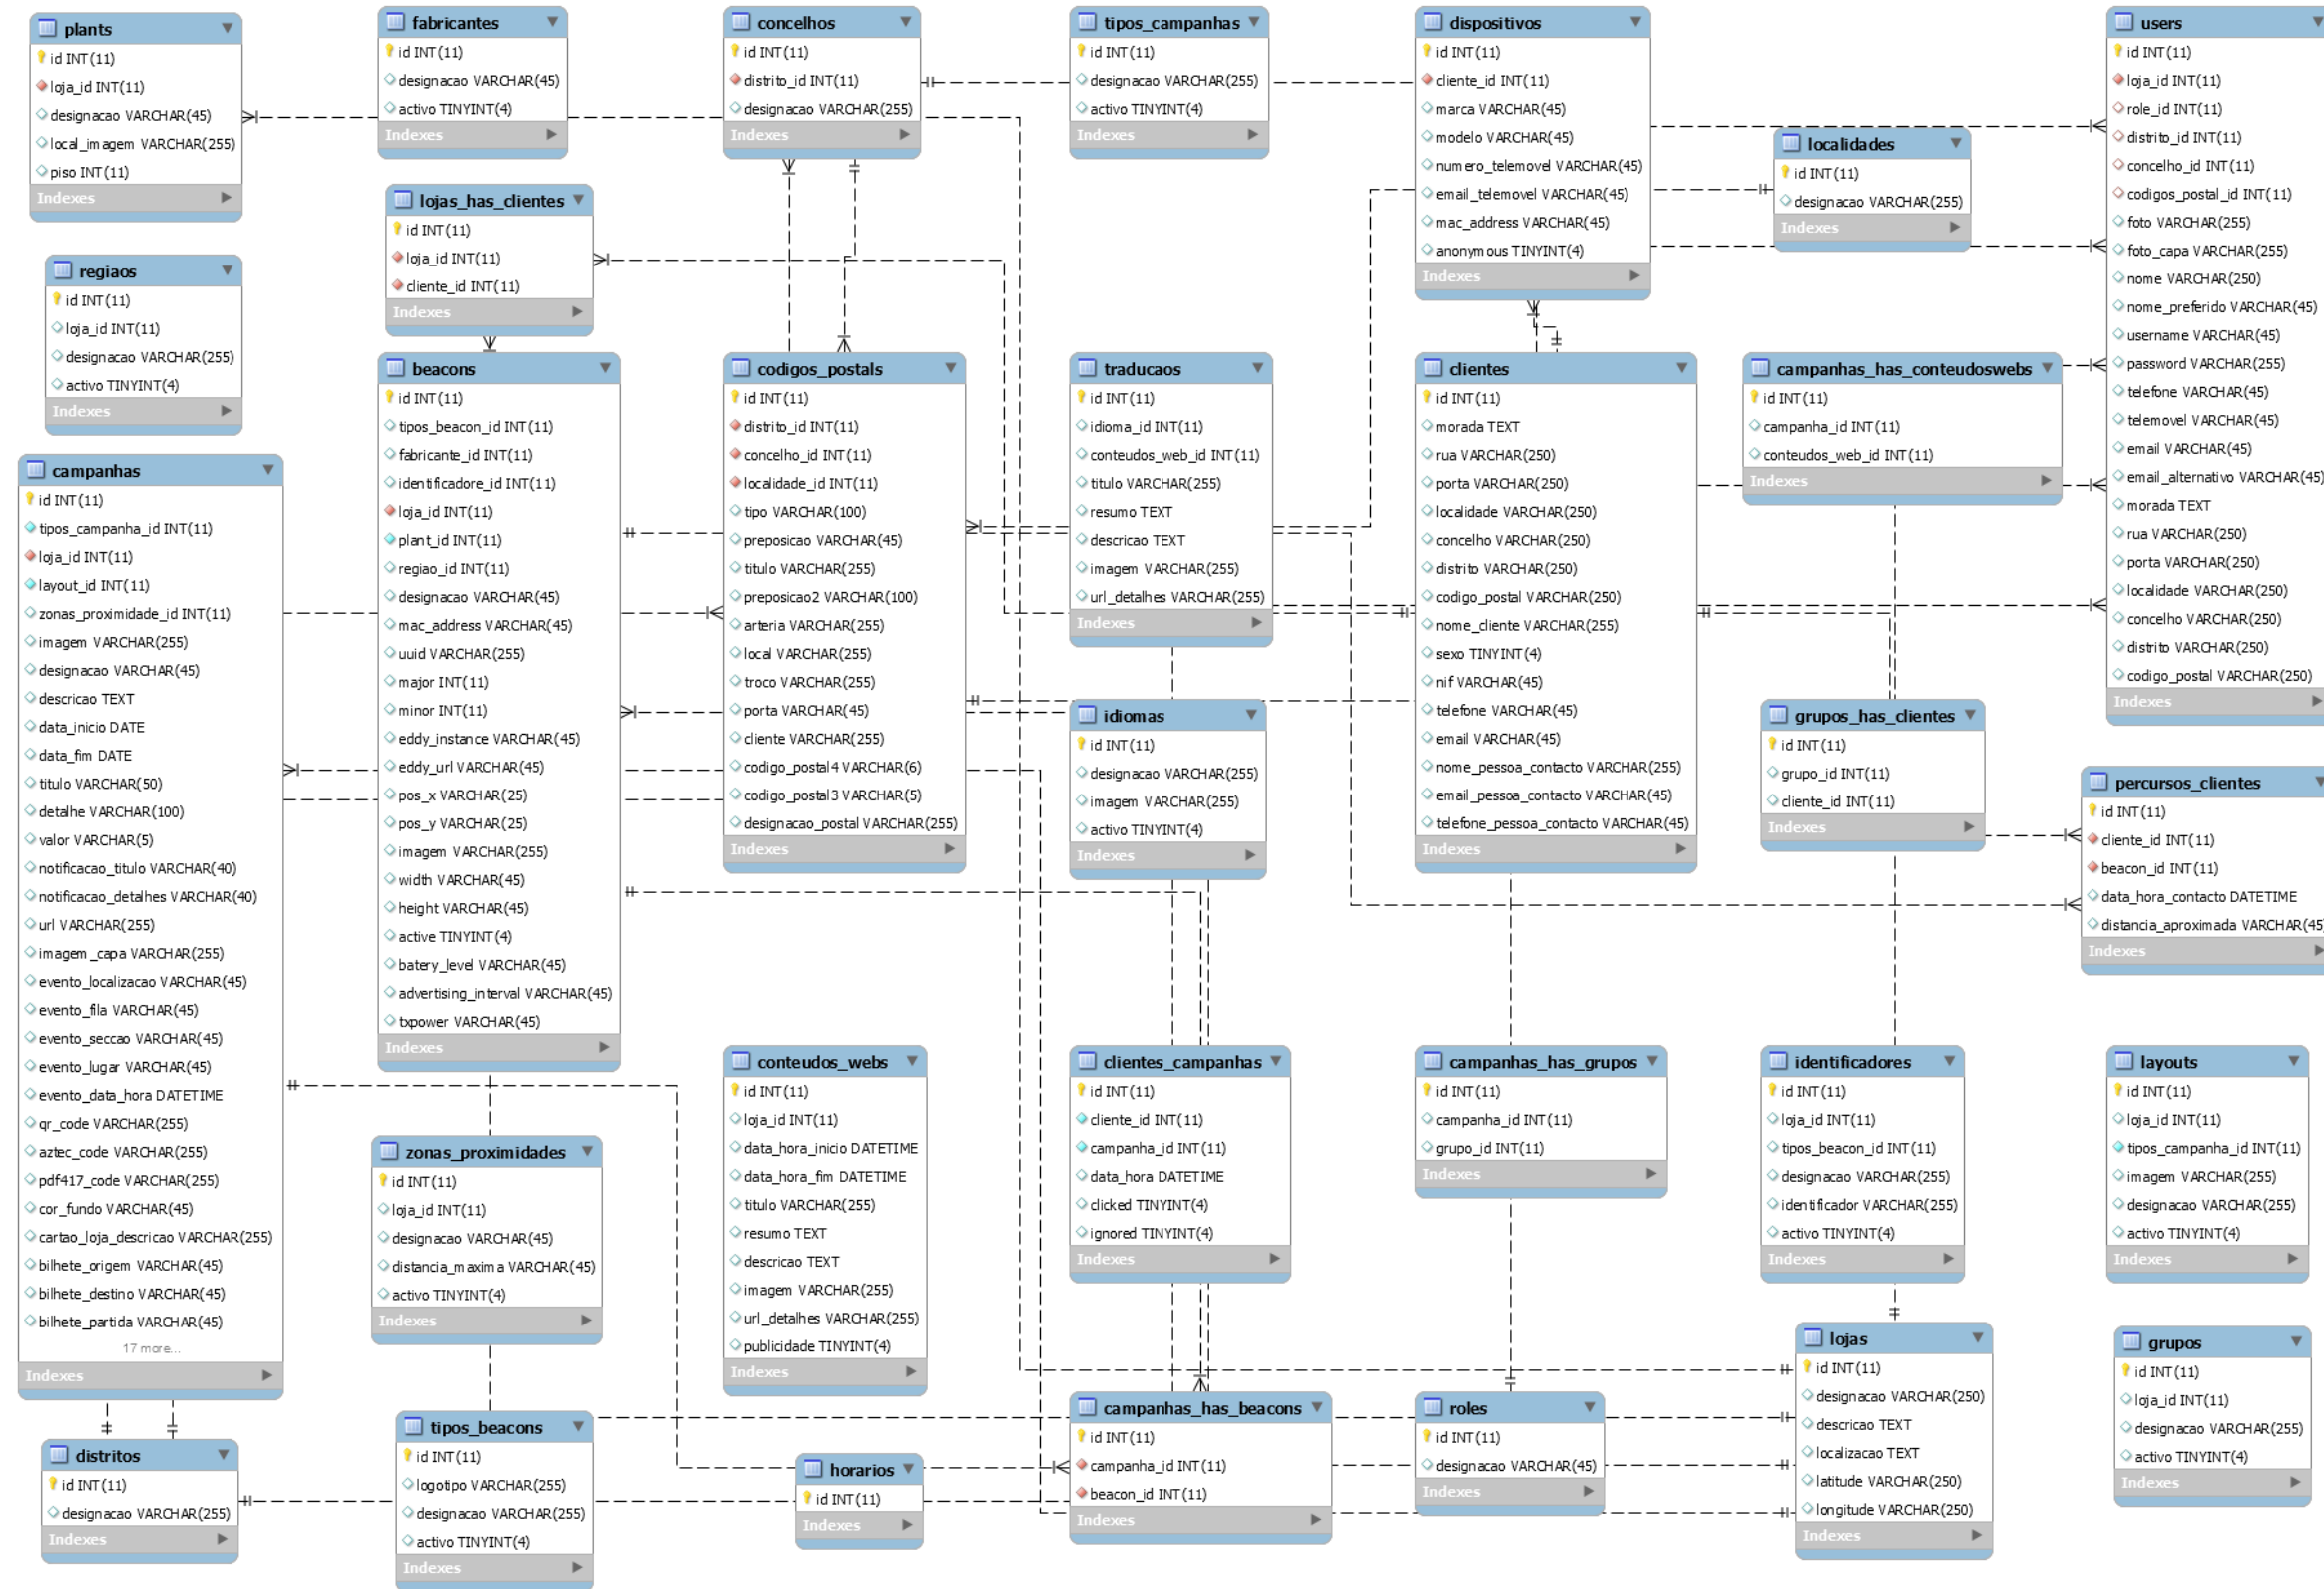 plants
id INT(11)
loja_id INT(11)
designacao VARCHAR(45)
local_imagem VARCHAR(255)
piso INT(11)
Indexes
fabricantes
id INT(11)
designacao VARCHAR(45)
activo TINYINT(4)
Indexes
concelhos
id INT(11)
distrito_id INT(11)
designacao VARCHAR(255)
Indexes
tipos_campanhas
id INT(11)
designacao VARCHAR(255)
activo TINYINT(4)
Indexes
dispositivos
id INT(11)
cliente_id INT(11)
marca VARCHAR(45)
modelo VARCHAR(45)
numero_telemovel VARCHAR(45)
email_telemovel VARCHAR(45)
mac_address VARCHAR(45)
anonymous TINYINT(4)
Indexes
localidades
id INT(11)
designacao VARCHAR(255)
Indexes
users
id INT(11)
loja_id INT(11)
role_id INT(11)
distrito_id INT(11)
concelho_id INT(11)
codigos_postal_id INT(11)
foto VARCHAR(255)
foto_capa VARCHAR(255)
nome VARCHAR(250)
nome_preferido VARCHAR(45)
username VARCHAR(45)
password VARCHAR(255)
telefone VARCHAR(45)
telemovel VARCHAR(45)
email VARCHAR(45)
email_alternativo VARCHAR(45)
morada TEXT
rua VARCHAR(250)
porta VARCHAR(250)
localidade VARCHAR(250)
concelho VARCHAR(250)
distrito VARCHAR(250)
codigo_postal VARCHAR(250)
Indexes
lojas_has_clientes
id INT(11)
loja_id INT(11)
cliente_id INT(11)
Indexes
regiaos
id INT(11)
loja_id INT(11)
designacao VARCHAR(255)
activo TINYINT(4)
Indexes
beacons
id INT(11)
tipos_beacon_id INT(11)
fabricante_id INT(11)
identificadore_id INT(11)
loja_id INT(11)
plant_id INT(11)
regiao_id INT(11)
designacao VARCHAR(45)
mac_address VARCHAR(45)
uuid VARCHAR(255)
major INT(11)
minor INT(11)
eddy_instance VARCHAR(45)
eddy_url VARCHAR(45)
pos_x VARCHAR(25)
pos_y VARCHAR(25)
imagem VARCHAR(255)
width VARCHAR(45)
height VARCHAR(45)
active TINYINT(4)
batery_level VARCHAR(45)
advertising_interval VARCHAR(45)
txpower VARCHAR(45)
Indexes
codigos_postals
id INT(11)
distrito_id INT(11)
concelho_id INT(11)
localidade_id INT(11)
tipo VARCHAR(100)
preposicao VARCHAR(45)
titulo VARCHAR(255)
preposicao2 VARCHAR(100)
arteria VARCHAR(255)
local VARCHAR(255)
troco VARCHAR(255)
porta VARCHAR(45)
cliente VARCHAR(255)
codigo_postal4 VARCHAR(6)
codigo_postal3 VARCHAR(5)
designacao_postal VARCHAR(255)
Indexes
traducaos
id INT(11)
idioma_id INT(11)
conteudos_web_id INT(11)
titulo VARCHAR(255)
resumo TEXT
descricao TEXT
imagem VARCHAR(255)
url_detalhes VARCHAR(255)
Indexes
clientes
id INT(11)
morada TEXT
rua VARCHAR(250)
porta VARCHAR(250)
localidade VARCHAR(250)
concelho VARCHAR(250)
distrito VARCHAR(250)
codigo_postal VARCHAR(250)
nome_cliente VARCHAR(255)
sexo TINYINT(4)
nif VARCHAR(45)
telefone VARCHAR(45)
email VARCHAR(45)
nome_pessoa_contacto VARCHAR(255)
email_pessoa_contacto VARCHAR(45)
telefone_pessoa_contacto VARCHAR(45)
Indexes
campanhas_has_conteudoswebs
id INT(11)
campanha_id INT(11)
conteudos_web_id INT(11)
Indexes
campanhas
id INT(11)
tipos_campanha_id INT(11)
loja_id INT(11)
layout_id INT(11)
zonas_proximidade_id INT(11)
imagem VARCHAR(255)
designacao VARCHAR(45)
descricao TEXT
data_inicio DATE
data_fim DATE
titulo VARCHAR(50)
detalhe VARCHAR(100)
valor VARCHAR(5)
notificacao_titulo VARCHAR(40)
notificacao_detalhes VARCHAR(40)
url VARCHAR(255)
imagem_capa VARCHAR(255)
evento_localizacao VARCHAR(45)
evento_fila VARCHAR(45)
evento_seccao VARCHAR(45)
evento_lugar VARCHAR(45)
evento_data_hora DATETIME
qr_code VARCHAR(255)
aztec_code VARCHAR(255)
pdf417_code VARCHAR(255)
cor_fundo VARCHAR(45)
cartao_loja_descricao VARCHAR(255)
bilhete_origem VARCHAR(45)
bilhete_destino VARCHAR(45)
bilhete_partida VARCHAR(45)
17 more...
Indexes
idiomas
id INT(11)
designacao VARCHAR(255)
imagem VARCHAR(255)
activo TINYINT(4)
Indexes
grupos_has_clientes
id INT(11)
grupo_id INT(11)
cliente_id INT(11)
Indexes
percursos_clientes
id INT(11)
cliente_id INT(11)
beacon_id INT(11)
data_hora_contacto DATETIME
distancia_aproximada VARCHAR(45
Indexes
zonas_proximidades
id INT(11)
loja_id INT(11)
designacao VARCHAR(45)
distancia_maxima VARCHAR(45)
activo TINYINT(4)
Indexes
conteudos_webs
id INT(11)
loja_id INT(11)
data_hora_inicio DATETIME
data_hora_fim DATETIME
titulo VARCHAR(255)
resumo TEXT
descricao TEXT
imagem VARCHAR(255)
url_detalhes VARCHAR(255)
publicidade TINYINT(4)
Indexes
clientes_campanhas
id INT(11)
cliente_id INT(11)
campanha_id INT(11)
data_hora DATETIME
clicked TINYINT(4)
ignored TINYINT(4)
Indexes
campanhas_has_grupos
id INT(11)
campanha_id INT(11)
grupo_id INT(11)
Indexes
identificadores
id INT(11)
loja_id INT(11)
tipos_beacon_id INT(11)
designacao VARCHAR(255)
identificador VARCHAR(255)
activo TINYINT(4)
Indexes
layouts
id INT(11)
loja_id INT(11)
tipos_campanha_id INT(11)
imagem VARCHAR(255)
designacao VARCHAR(255)
activo TINYINT(4)
Indexes
distritos
id INT(11)
designacao VARCHAR(255)
Indexes
tipos_beacons
id INT(11)
logotipo VARCHAR(255)
designacao VARCHAR(255)
activo TINYINT(4)
horarios
id INT(11)
Indexes
campanhas_has_beacons
id INT(11)
campanha_id INT(11)
beacon_id INT(11)
Indexes
roles
id INT(11)
designacao VARCHAR(45)
Indexes
lojas
id INT(11)
designacao VARCHAR(250)
descricao TEXT
localizacao TEXT
latitude VARCHAR(250)
longitude VARCHAR(250)
Indexes
grupos
id INT(11)
loja_id INT(11)
designacao VARCHAR(255)
activo TINYINT(4)
Indexes